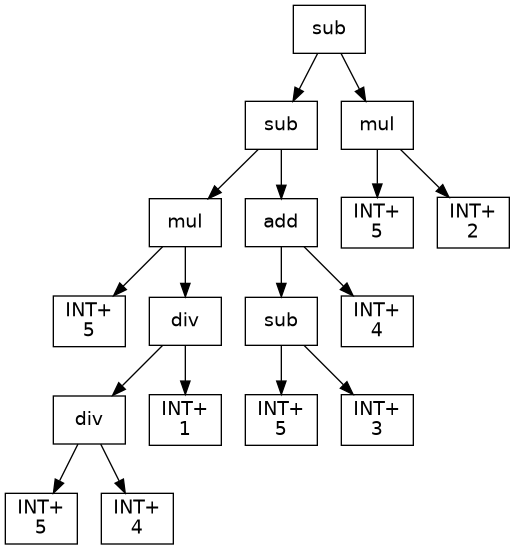 sub
sub
mul
mul
add
INT+
5
INT+
2
INT+
5
div
sub
INT+
4
div
INT+
1
INT+
5
INT+
3
INT+
5
INT+
4